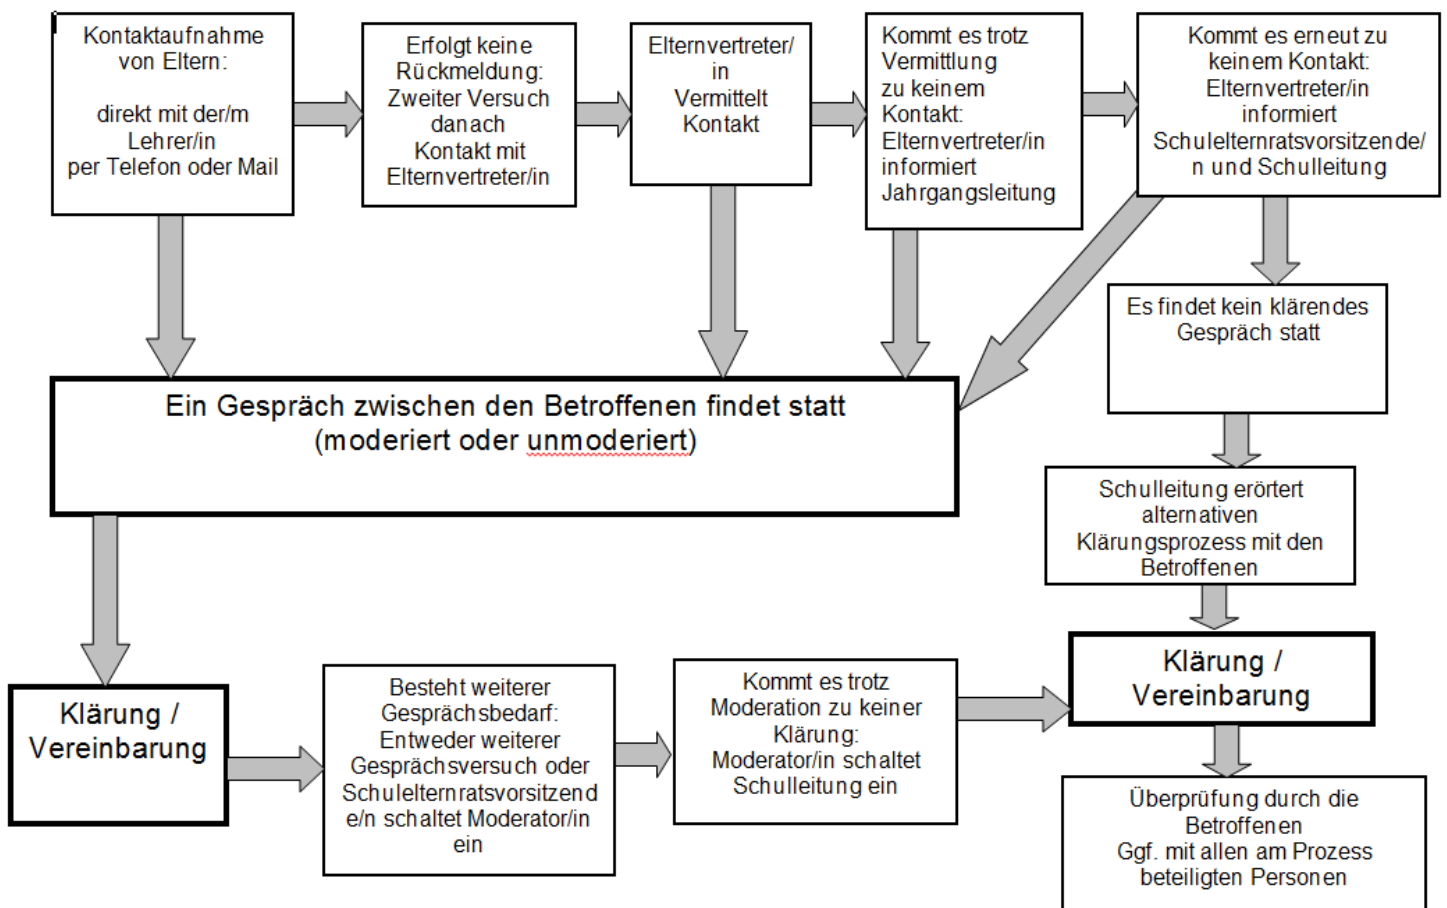 Kontaktaufnahme
von Eltern:
direkt mit der/m
Lehrer/in
per Telefon oder Mail
Erfolgt keine
Rückmeldung:
Zweiter Versuch
danach
Kontakt mit
Elternvertreter/in
Elternvertreter/
in
Vermittelt
Kontakt
Kommt es trotz
Vermittlung
zu keinem
Kontakt:
Elternvertreter/in
informiert
Jahrgangsleitung
Kommt es erneut zu
keinem Kontakt:
Elternvertreter/in
informiert
Schulelternratsvorsitzende/
n und Schulleitung
Es findet kein klärendes
Gespräch statt
Ein Gespräch zwischen den Betroffenen findet statt
(moderiert oder unmoderiert)
Schulleitung erörtert
alternativen
Klärungsprozess mit den
Betroffenen
Klärung /
Vereinbarung
Besteht weiterer
Gesprächsbedarf:
Entweder weiterer
Gesprächsversuch oder
Schulelternratsvorsitzend
e/n schaltet Moderator/in
ein
Kommt es trotz
Moderation zu keiner
Klärung:
Moderator/in schaltet
Schulleitung ein
Klärung /
Vereinbarung
Überprüfung durch die
Betroffenen
Ggf. mit allen am Prozess
beteiligten Personen